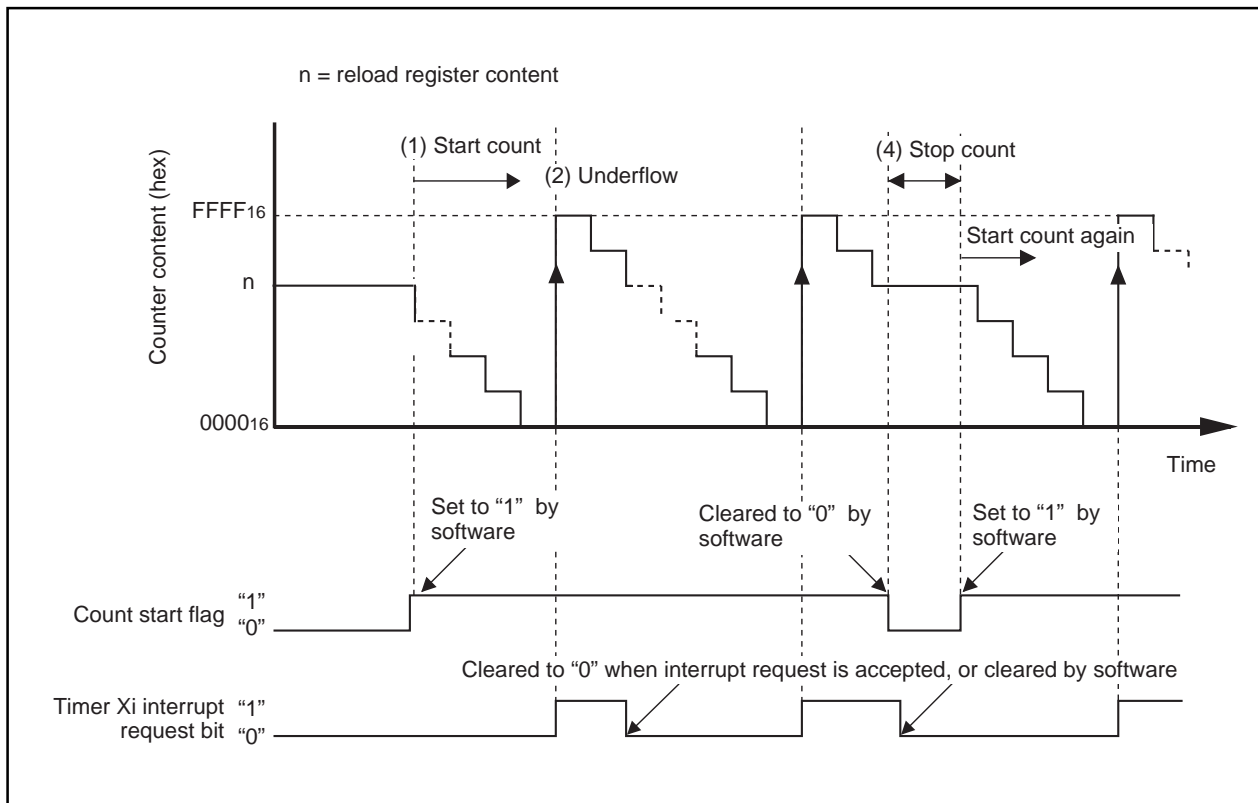 n = reload register content
Counter content (hex)
(1) Start count
(2) Underflow
(4) Stop count
Start count again
FFFF16
n
000016
Time
Set to “1” by
software
Cleared to “0” by
software
Set to “1” by
software
Count start flag
“1”
“0”
Cleared to “0” when interrupt request is accepted, or cleared by software
Timer Xi interrupt
request bit
“1”
“0”